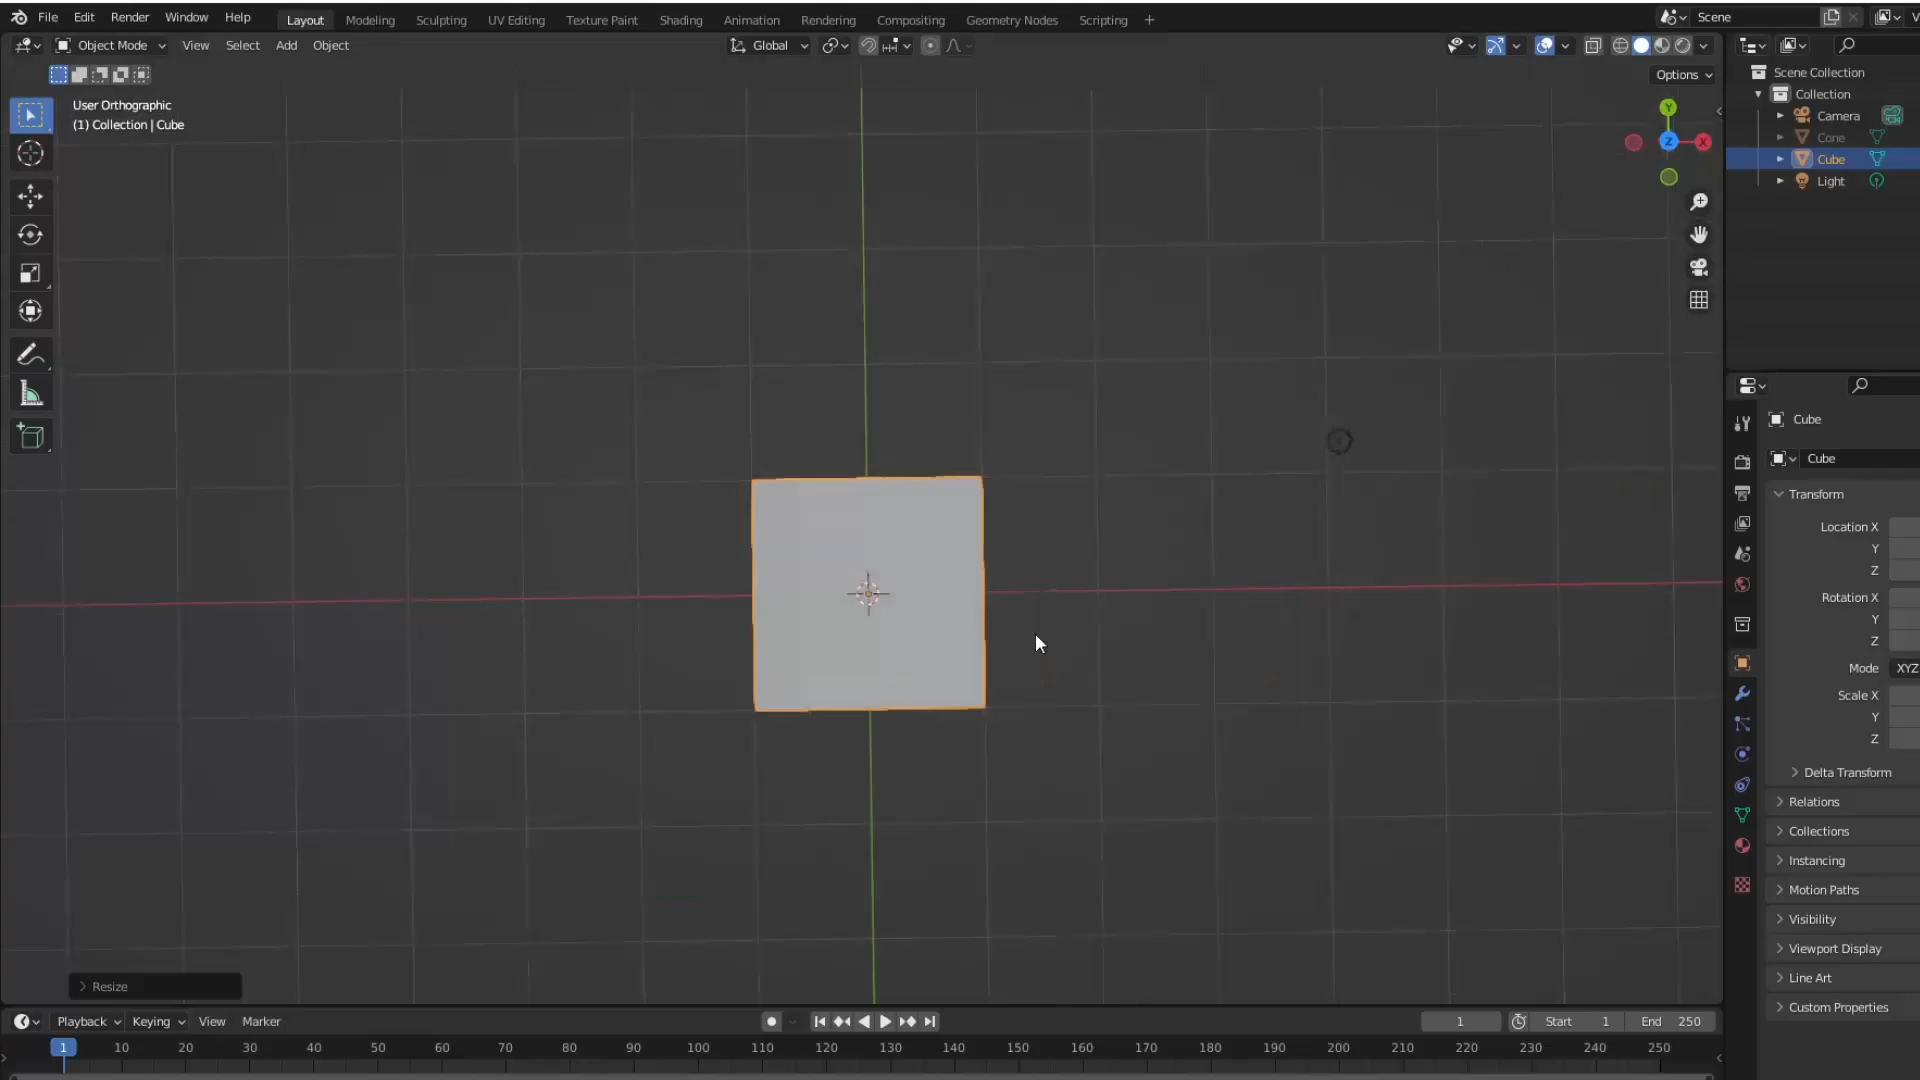 File Edit Render Window Help Layout Modeling Sculpting UV Editing Texture Paint Shading Animation Rendering Compositing Geometry Nodes Scripting + Scene
Object Mode View Select Add Object Global
Options
User Orthographic
(1) Collection | Cube
Y
Z
X
Scene Collection
Collection
Camera
Cone
Cube
Light
Cube
Cube
Transform
Location X
Y
Z
Rotation X
Y
Z
Mode XYZ
Scale X
Y
Z
Delta Transform
Relations
Collections
Instancing
Motion Paths
Visibility
Viewport Display
Line Art
Custom Properties
Resize
Playback Keying View Marker 1 Start 1 End 250
1 10 20 30 40 50 60 70 80 90 100 110 120 130 140 150 160 170 180 190 200 210 220 230 240 250